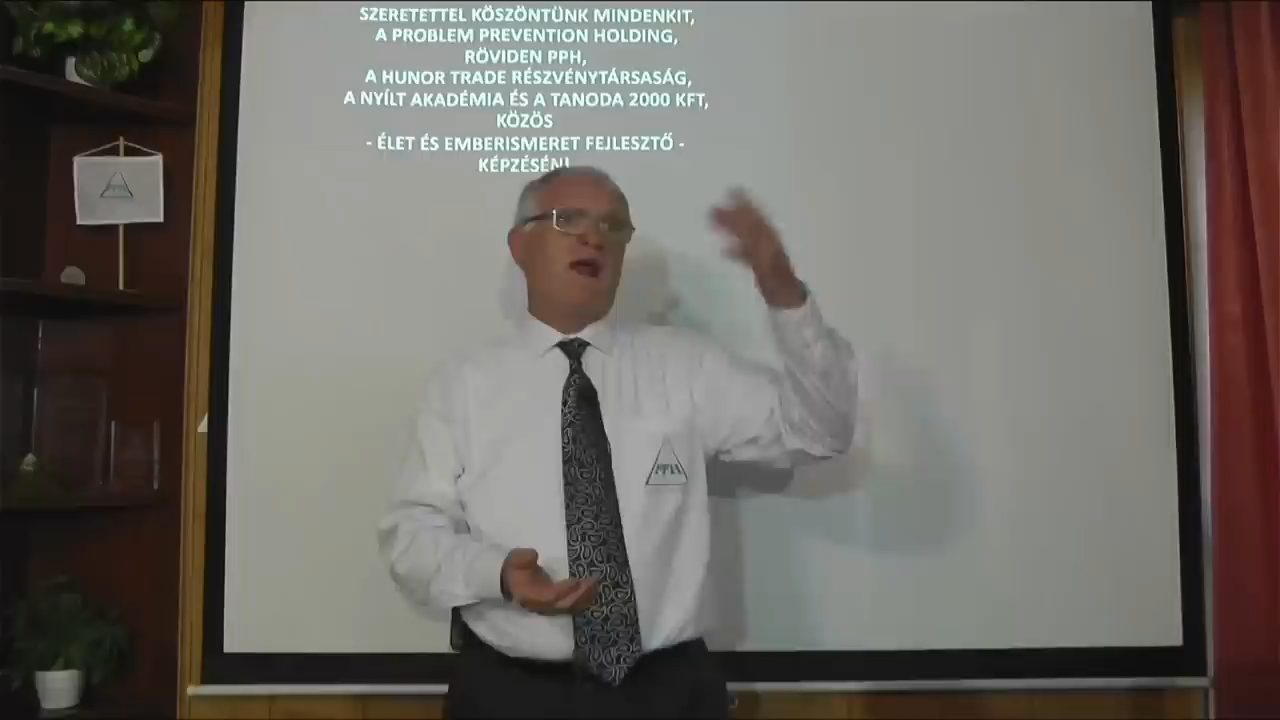 SZERETETTEL KÖSZÖNTÜNK MINDENKIT,
A PROBLEM PREVENTION HOLDING,
RÖVIDEN PPH,
A HUNOR TRADE RÉSZVÉNYTÁRSASÁG,
A NYÍLT AKADÉMIA ÉS A TANODA 2000 KFT,
KÖZÖS
- ÉLET ÉS EMBERISMERET FEJLESZTŐ -
KÉPZÉSÉN!
PPH
PPH